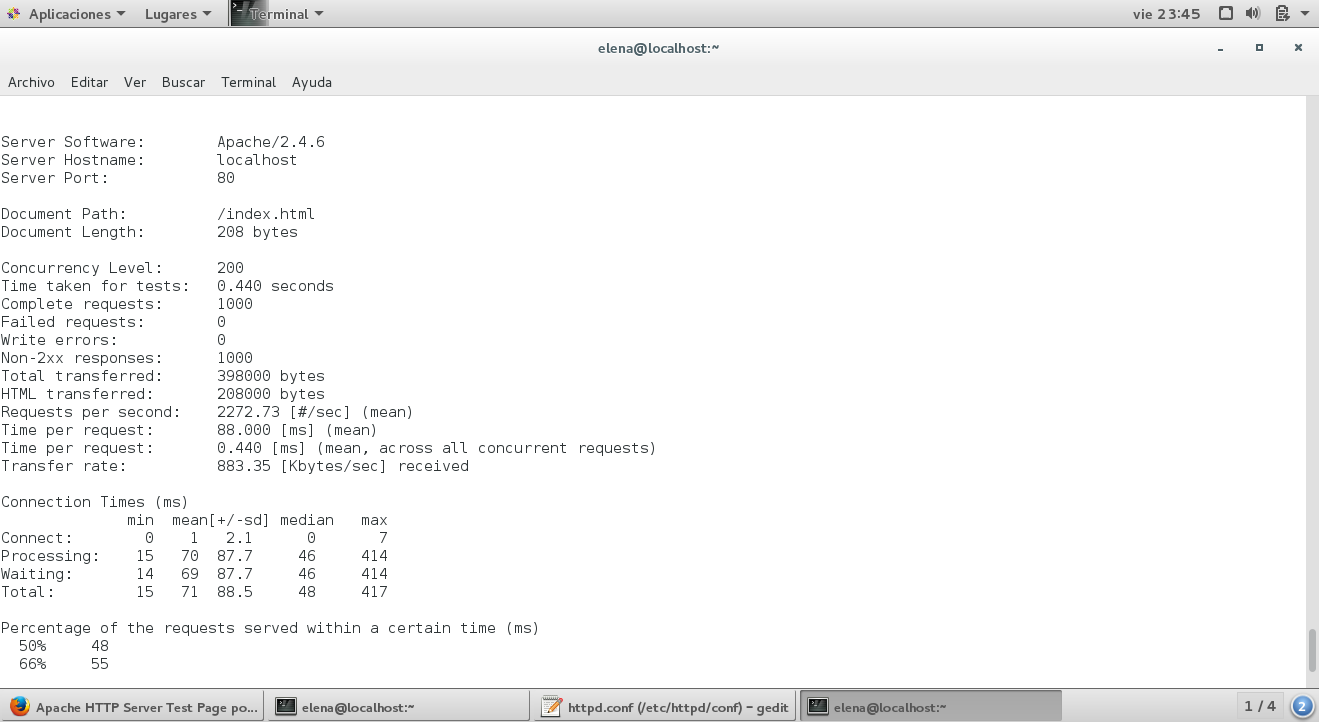 Aplicaciones Lugares Terminal vie 23:45
elena@localhost:~
Archivo Editar Ver Buscar Terminal Ayuda
Server Software: Apache/2.4.6
Server Hostname: localhost
Server Port: 80
Document Path: /index.html
Document Length: 208 bytes
Concurrency Level: 200
Time taken for tests: 0.440 seconds
Complete requests: 1000
Failed requests: 0
Write errors: 0
Non-2xx responses: 1000
Total transferred: 398000 bytes
HTML transferred: 208000 bytes
Requests per second: 2272.73 [#/sec] (mean)
Time per request: 88.000 [ms] (mean)
Time per request: 0.440 [ms] (mean, across all concurrent requests)
Transfer rate: 883.35 [Kbytes/sec] received
Connection Times (ms)
min mean[+/-sd] median max
Connect: 0 1 2.1 0 7
Processing: 15 70 87.7 46 414
Waiting: 14 69 87.7 46 414
Total: 15 71 88.5 48 417
Percentage of the requests served within a certain time (ms)
50% 48
66% 55
Apache HTTP Server Test Page po... elena@localhost:~ httpd.conf (/etc/httpd/conf) - gedit elena@localhost:~ 1 / 4 2